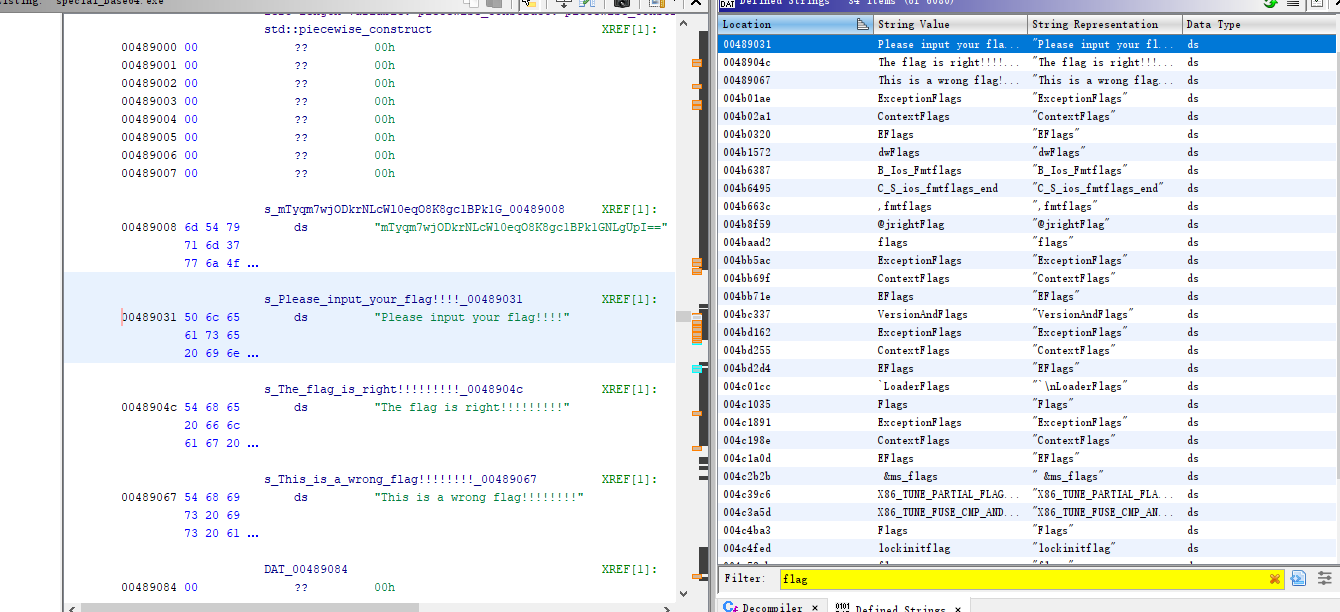 special_base64.exe
std::piecewise_construct XREF[1]:
00489000 00 ?? 00h
00489001 00 ?? 00h
00489002 00 ?? 00h
00489003 00 ?? 00h
00489004 00 ?? 00h
00489005 00 ?? 00h
00489006 00 ?? 00h
00489007 00 ?? 00h
s_mTyqm7wjODkrNLcWl0eqO8K8gc1BPk1G_00489008 XREF[1]:
00489008 6d 54 79 ds "mTyqm7wjODkrNLcWl0eqO8K8gc1BPk1GNLgUpI=="
71 6d 37
77 6a 4f ...
s_Please_input_your_flag!!!!_00489031 XREF[1]:
00489031 50 6c 65 ds "Please input your flag!!!!"
61 73 65
20 69 6e ...
s_The_flag_is_right!!!!!!!!!_0048904c XREF[1]:
0048904c 54 68 65 ds "The flag is right!!!!!!!!!"
20 66 6c
61 67 20 ...
s_This_is_a_wrong_flag!!!!!!!!_00489067 XREF[1]:
00489067 54 68 69 ds "This is a wrong flag!!!!!!!!"
73 20 69
73 20 61 ...
DAT_00489084 XREF[1]:
00489084 00 ?? 00h
Defined Strings
Location String Value String Representation Data Type
00489031 Please input your fla... "Please input your fl... ds
0048904c The flag is right!!!!... "The flag is right!!!... ds
00489067 This is a wrong flag!... "This is a wrong flag... ds
004b01ae ExceptionFlags "ExceptionFlags" ds
004b02a1 ContextFlags "ContextFlags" ds
004b0320 EFlags "EFlags" ds
004b1572 dwFlags "dwFlags" ds
004b6387 B_Ios_Fmtflags "B_Ios_Fmtflags" ds
004b6495 C_S_ios_fmtflags_end "C_S_ios_fmtflags_end" ds
004b663c ,fmtflags ",fmtflags" ds
004b8f59 @jrightFlag "@jrightFlag" ds
004baad2 flags "flags" ds
004bb5ac ExceptionFlags "ExceptionFlags" ds
004bb69f ContextFlags "ContextFlags" ds
004bb71e EFlags "EFlags" ds
004bc337 VersionAndFlags "VersionAndFlags" ds
004bd162 ExceptionFlags "ExceptionFlags" ds
004bd255 ContextFlags "ContextFlags" ds
004bd2d4 EFlags "EFlags" ds
004c01cc `LoaderFlags "`\nLoaderFlags" ds
004c1035 Flags "Flags" ds
004c1891 ExceptionFlags "ExceptionFlags" ds
004c198e ContextFlags "ContextFlags" ds
004c1a0d EFlags "EFlags" ds
004c2b2b &ms_flags " &ms_flags" ds
004c39c6 X86_TUNE_PARTIAL_FLAG... "X86_TUNE_PARTIAL_FLA... ds
004c3a5d X86_TUNE_FUSE_CMP_AND... "X86_TUNE_FUSE_CMP_AN... ds
004c4ba3 Flags "Flags" ds
004c4fed lockinitflag "lockinitflag" ds
Filter: flag
Decompiler × Defined Strings ×